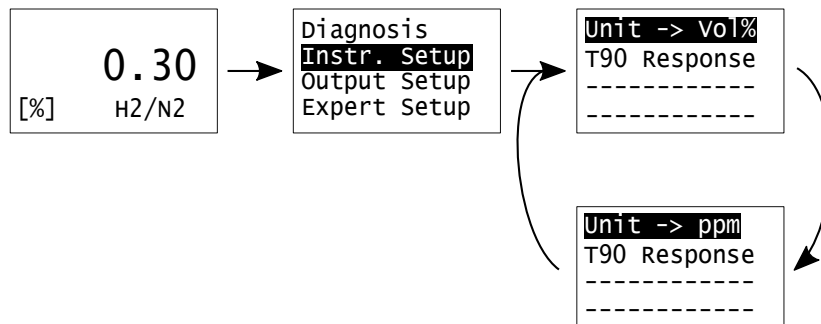 0.30
[%] H2/N2
Diagnosis
Instr. Setup
Output Setup
Expert Setup
Unit -> Vol%
T90 Response
------------
------------
Unit -> ppm
T90 Response
------------
------------